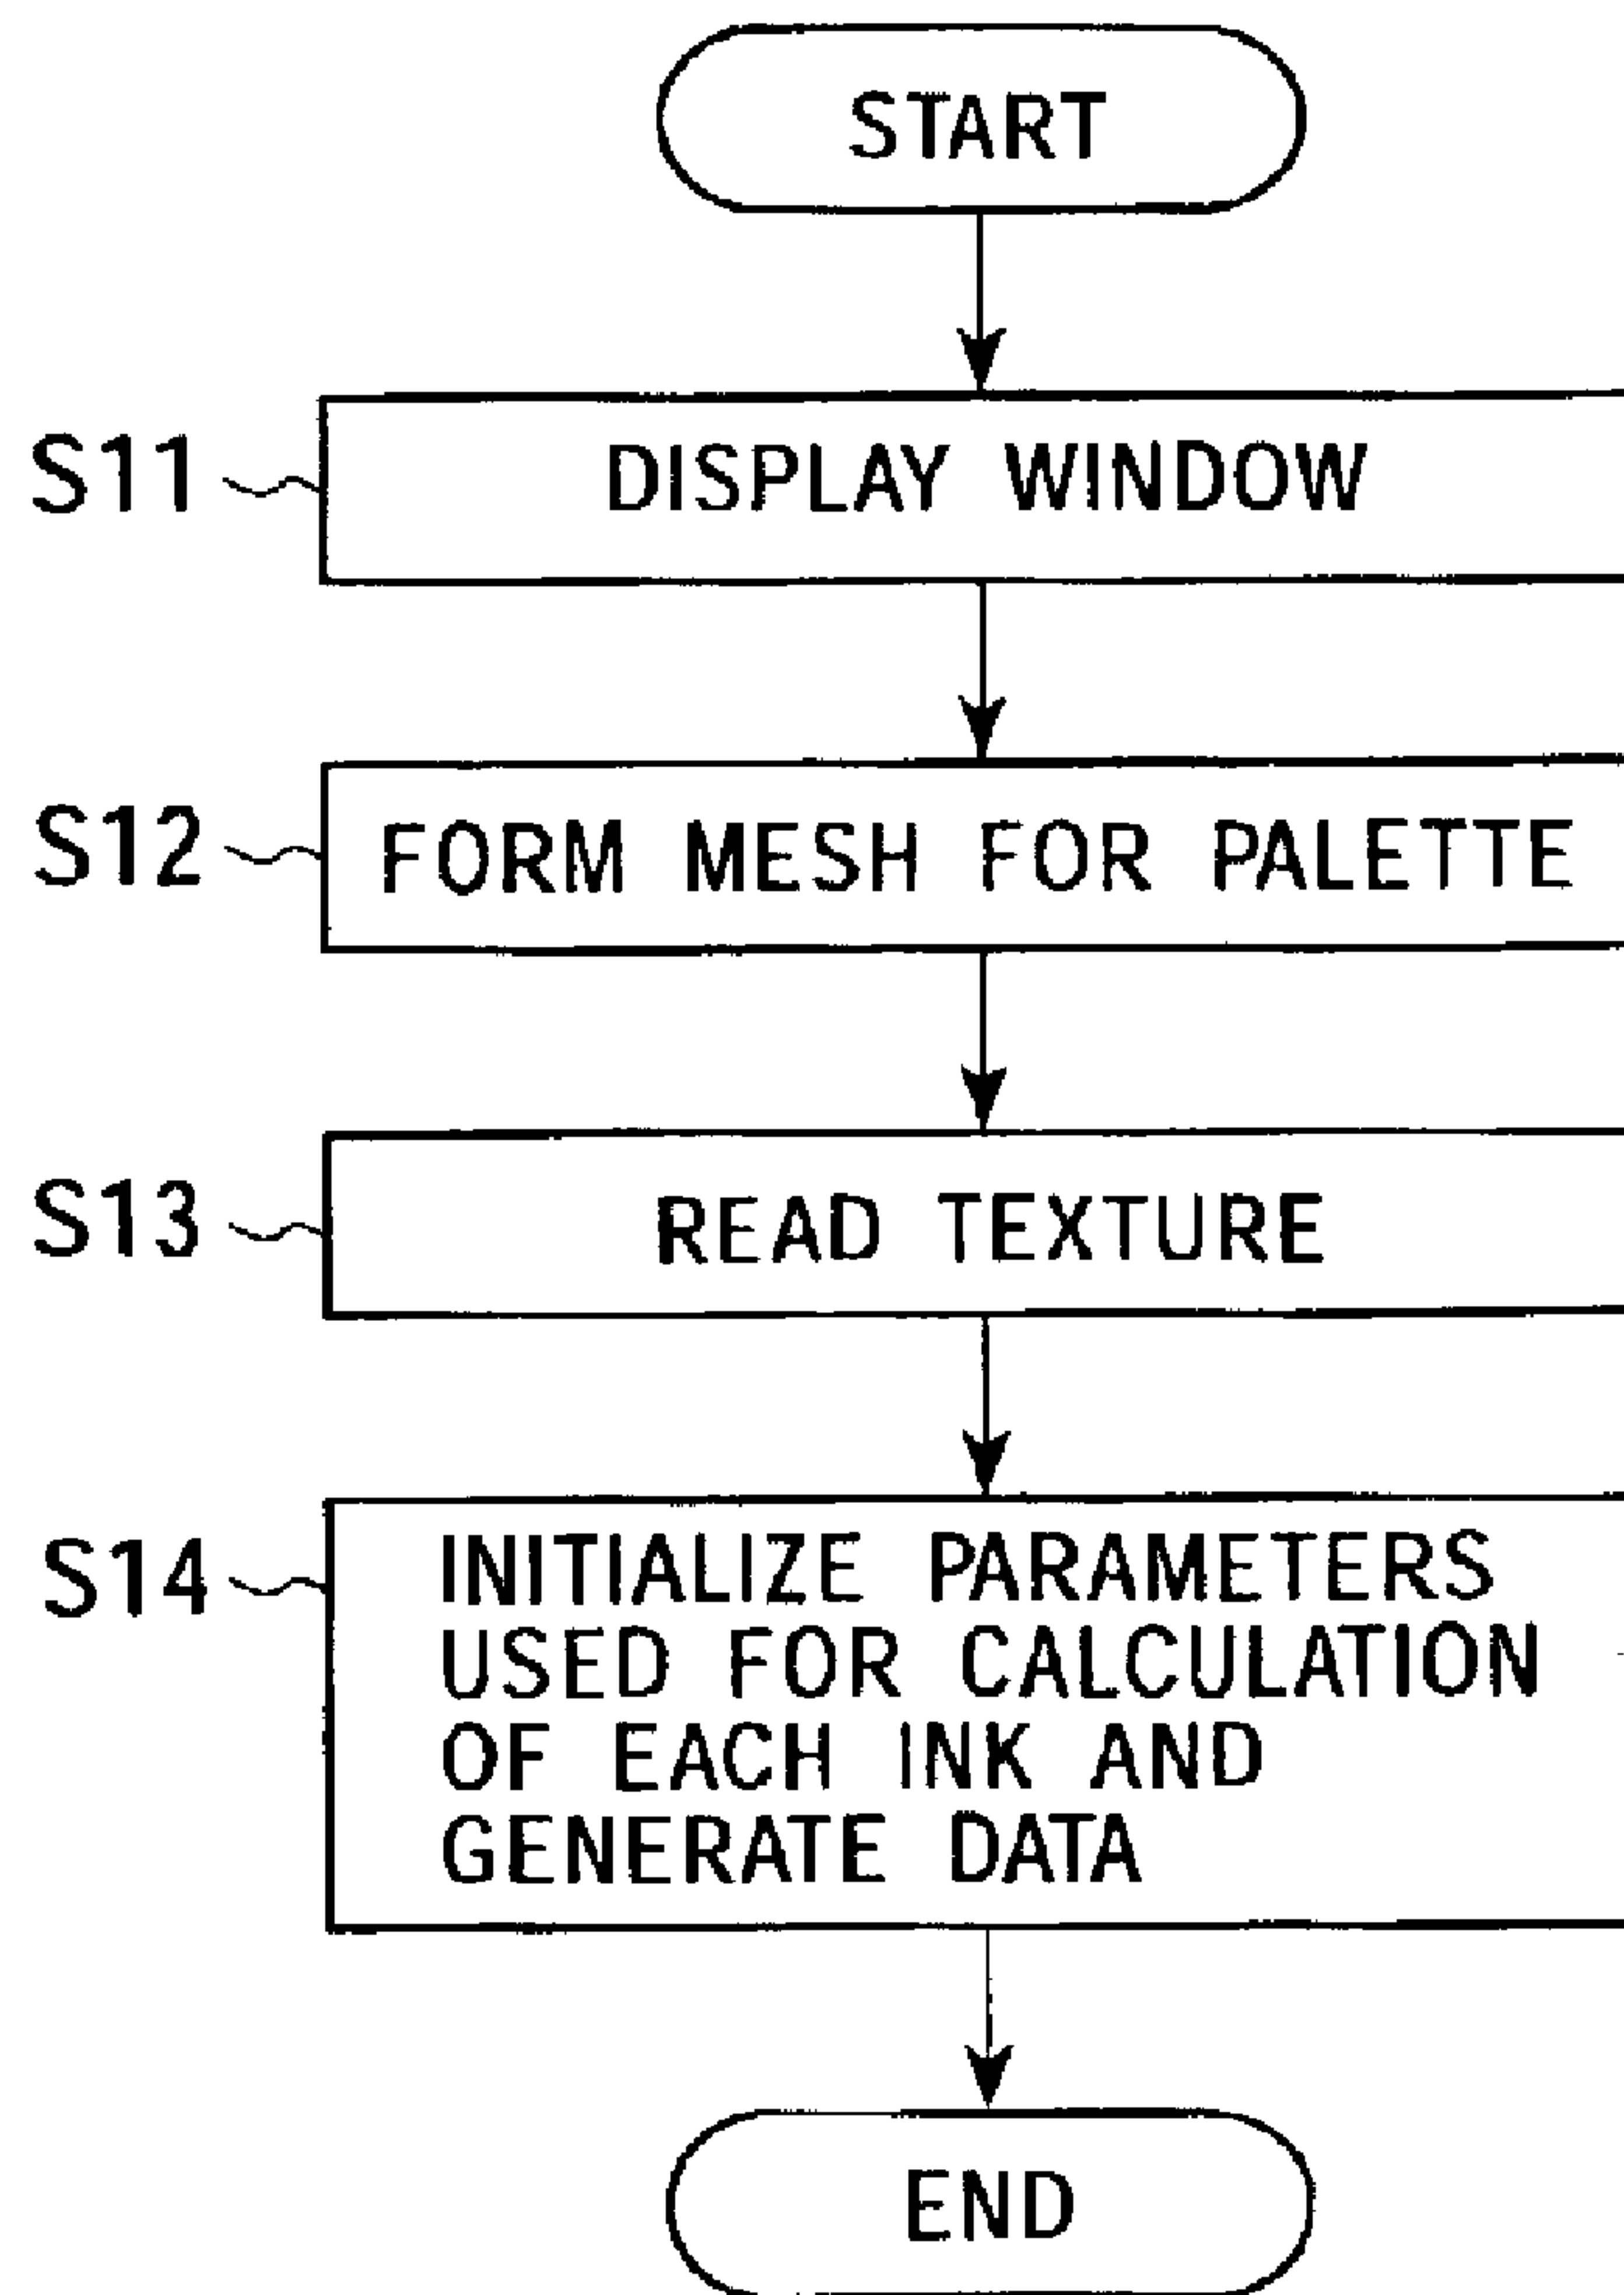 START
S11
DISPLAY WINDOW
S12
FORM MESH FOR PALETTE
S13
READ TEXTURE
S14
INITIALIZE PARAMETERS
USED FOR CALCULATION
OF EACH INK AND
GENERATE DATA
END